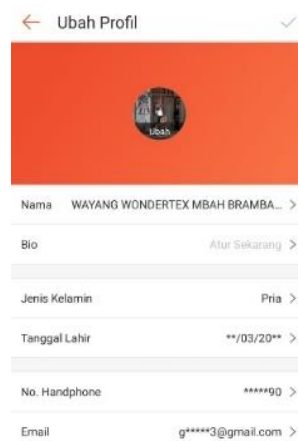 Ubah Profil
Ubah
Nama WAYANG WONDERTEX MBAH BRAMBA...
Bio Atur Sekarang
Jenis Kelamin Pria
Tanggal Lahir **/03/20**
No. Handphone *****90
Email g*****3@gmail.com